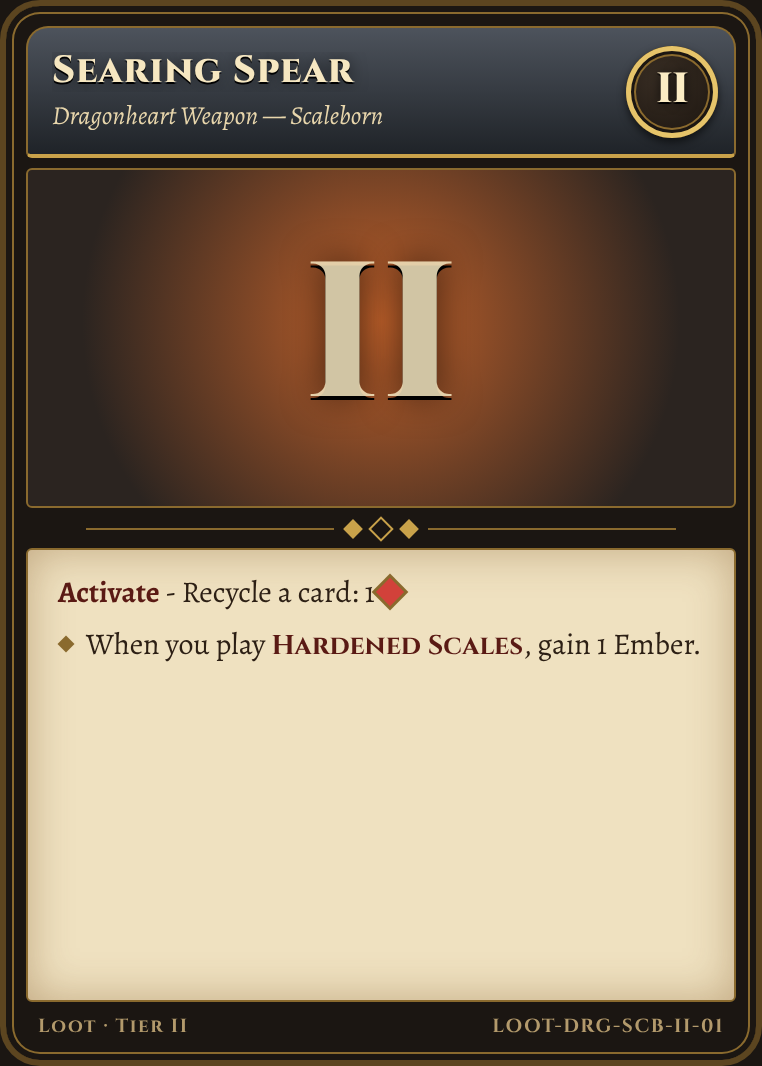 Searing Spear
II
Dragonheart Weapon — Scaleborn
II
Activate - Recycle a card: 1
When you play Hardened Scales, gain 1 Ember.
Loot · Tier II
LOOT-DRG-SCB-II-01